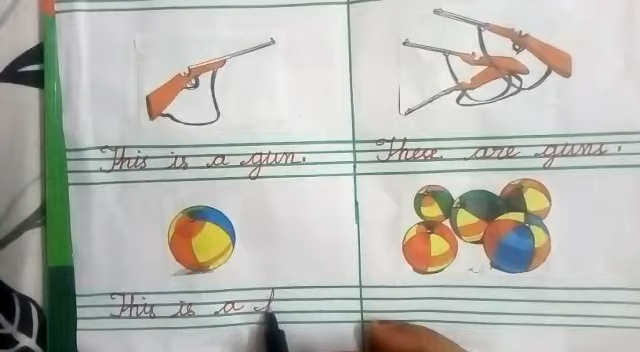 This is a gun.
These are guns.
This is a